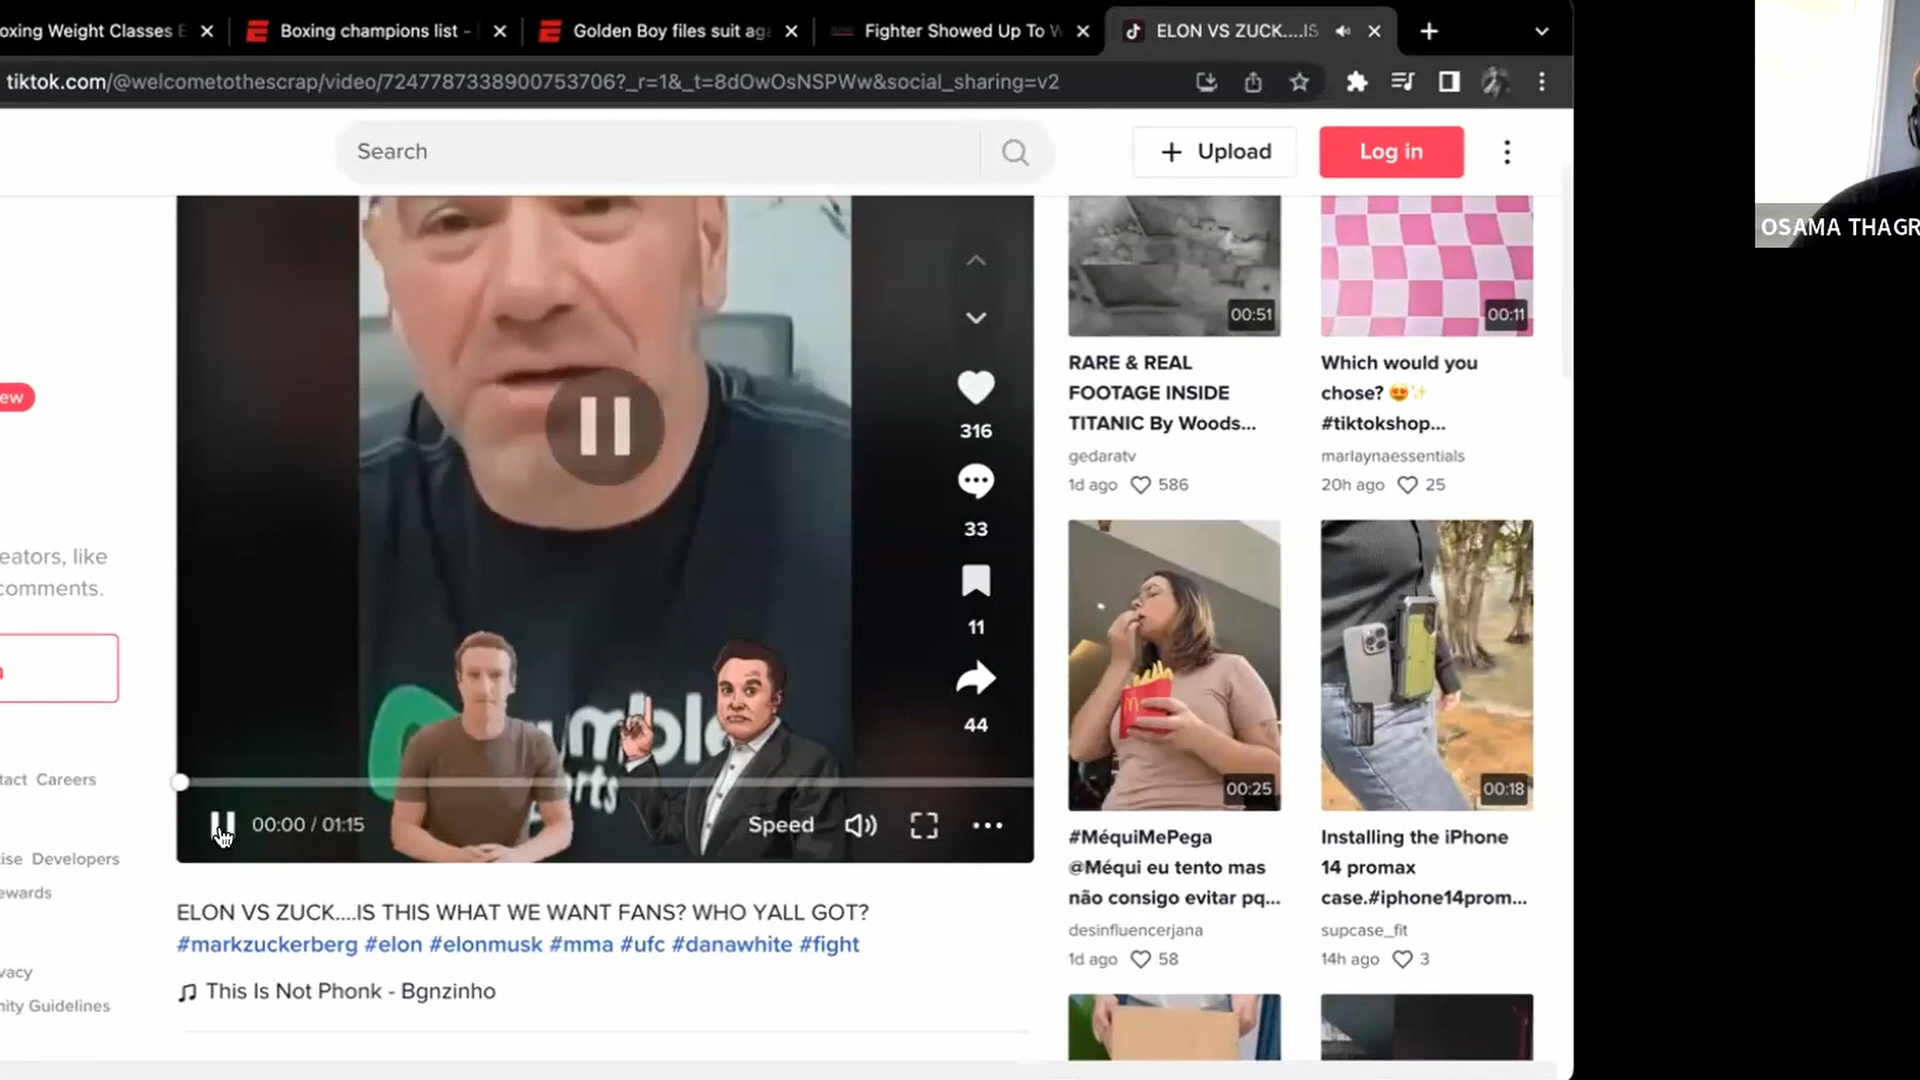 oxing Weight Classes E
Boxing champions list -
Golden Boy files suit aga
Fighter Showed Up To W
ELON VS ZUCK....IS
tiktok.com/@welcometothescrap/video/7247787338900753706?_r=1&_t=8dOwOsNSPWw&social_sharing=v2
Search
Upload
Log in
OSAMA THAGR
ew
eators, like
comments.
n
tact Careers
ise Developers
ewards
vacy
nity Guidelines
316
33
11
44
umble
rts
00:00 / 01:15
Speed
ELON VS ZUCK....IS THIS WHAT WE WANT FANS? WHO YALL GOT?
#markzuckerberg #elon #elonmusk #mma #ufc #danawhite #fight
This Is Not Phonk - Bgnzinho
00:51
RARE & REAL
FOOTAGE INSIDE
TITANIC By Woods...
gedaratv
1d ago 586
00:11
Which would you
chose? 😍✨
#tiktokshop...
marlaynaessentials
20h ago 25
00:25
#MéquiMePega
@Méqui eu tento mas
não consigo evitar pq...
desinfluencerjana
1d ago 58
00:18
Installing the iPhone
14 promax
case.#iphone14prom...
supcase_fit
14h ago 3